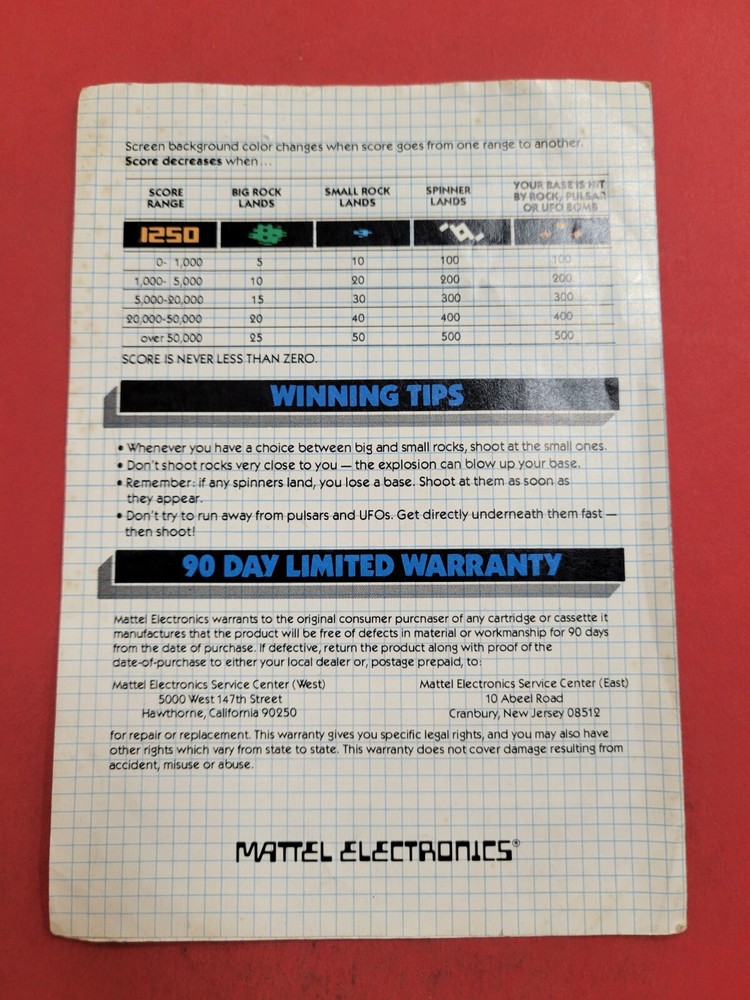 Screen background color changes when score goes from one range to another.
Score decreases when...
SCORE RANGE BIG ROCK LANDS SMALL ROCK LANDS SPINNER LANDS YOUR BASE IS HIT BY ROCK, PULSAR OR UFO BOMB
1250
0- 1,000 5 10 100 100
1,000- 5,000 10 20 200 200
5,000-20,000 15 30 300 300
20,000-50,000 20 40 400 400
over 50,000 25 50 500 500
SCORE IS NEVER LESS THAN ZERO.
WINNING TIPS
• Whenever you have a choice between big and small rocks, shoot at the small ones.
• Don't shoot rocks very close to you — the explosion can blow up your base.
• Remember: if any spinners land, you lose a base. Shoot at them as soon as
they appear.
• Don't try to run away from pulsars and UFOs. Get directly underneath them fast —
then shoot!
90 DAY LIMITED WARRANTY
Mattel Electronics warrants to the original consumer purchaser of any cartridge or cassette it
manufactures that the product will be free of defects in material or workmanship for 90 days
from the date of purchase. If defective, return the product along with proof of the
date-of-purchase to either your local dealer or, postage prepaid, to:
Mattel Electronics Service Center (West) Mattel Electronics Service Center (East)
5000 West 147th Street 10 Abeel Road
Hawthorne, California 90250 Cranbury, New Jersey 08512
for repair or replacement. This warranty gives you specific legal rights, and you may also have
other rights which vary from state to state. This warranty does not cover damage resulting from
accident, misuse or abuse.
MATTEL ELECTRONICS®